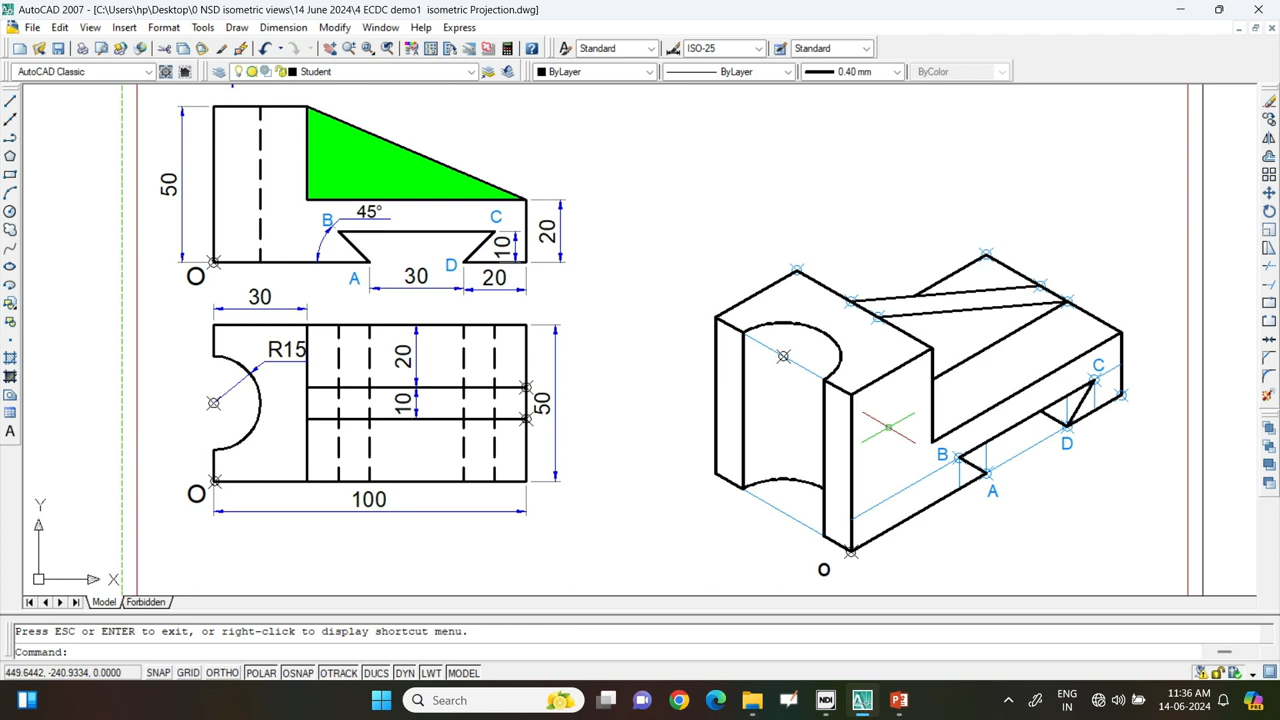 AutoCAD 2007 - [C:\Users\hp\Desktop\0 NSD isometric views\14 June 2024\4 ECDC demo1 isometric Projection.dwg]
File Edit View Insert Format Tools Draw Dimension Modify Window Help Express
Standard ISO-25 Standard
AutoCAD Classic Student ByLayer ByLayer 0.40 mm ByColor
50
B 45° C
10
20
O
A 30 D 20
30
R15
20
10
50
O
100
C
D
B
A
O
Y
X
Model Forbidden
Press ESC or ENTER to exit, or right-click to display shortcut menu.
Command:
449.6442, -240.9334, 0.0000 SNAP GRID ORTHO POLAR OSNAP OTRACK DUCS DYN LWT MODEL
Search
ENG
IN
11:36 AM
14-06-2024